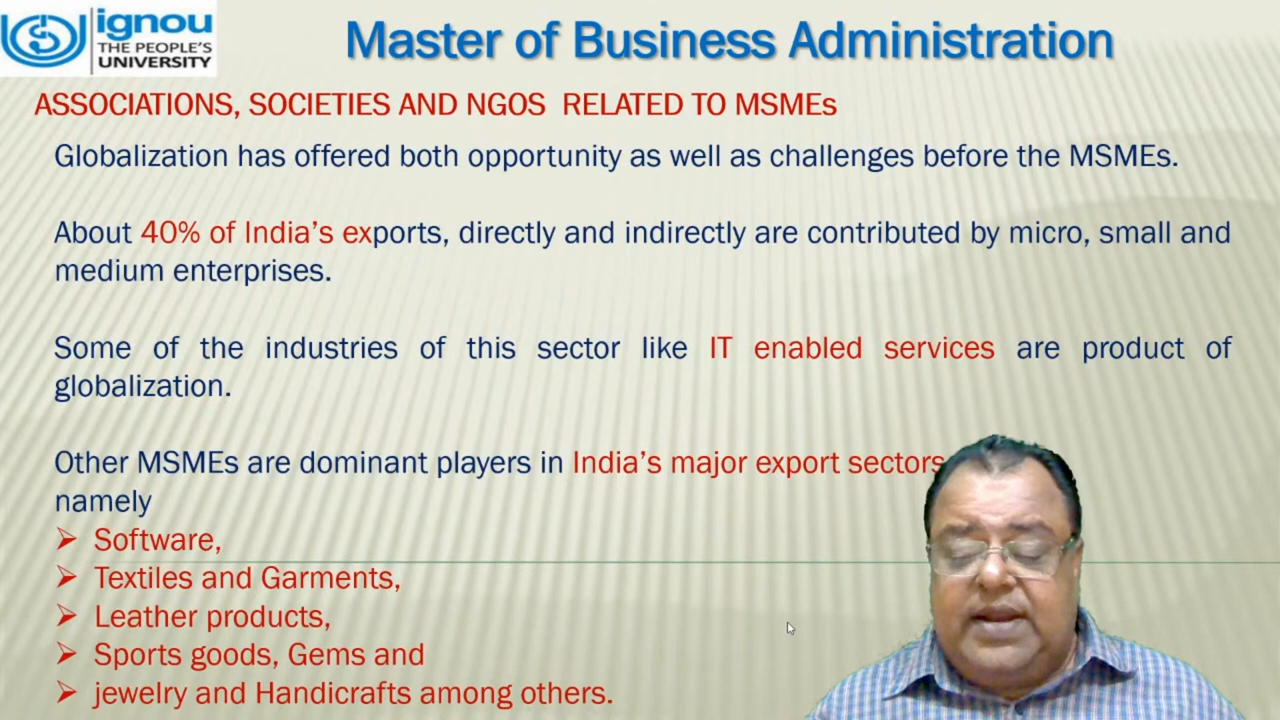 ignou
THE PEOPLE'S
UNIVERSITY
Master of Business Administration
ASSOCIATIONS, SOCIETIES AND NGOS RELATED TO MSMEs
Globalization has offered both opportunity as well as challenges before the MSMEs.
About 40% of India's exports, directly and indirectly are contributed by micro, small and
medium enterprises.
Some of the industries of this sector like IT enabled services are product of
globalization.
Other MSMEs are dominant players in India's major export sectors
namely
➢ Software,
➢ Textiles and Garments,
➢ Leather products,
➢ Sports goods, Gems and
➢ jewelry and Handicrafts among others.